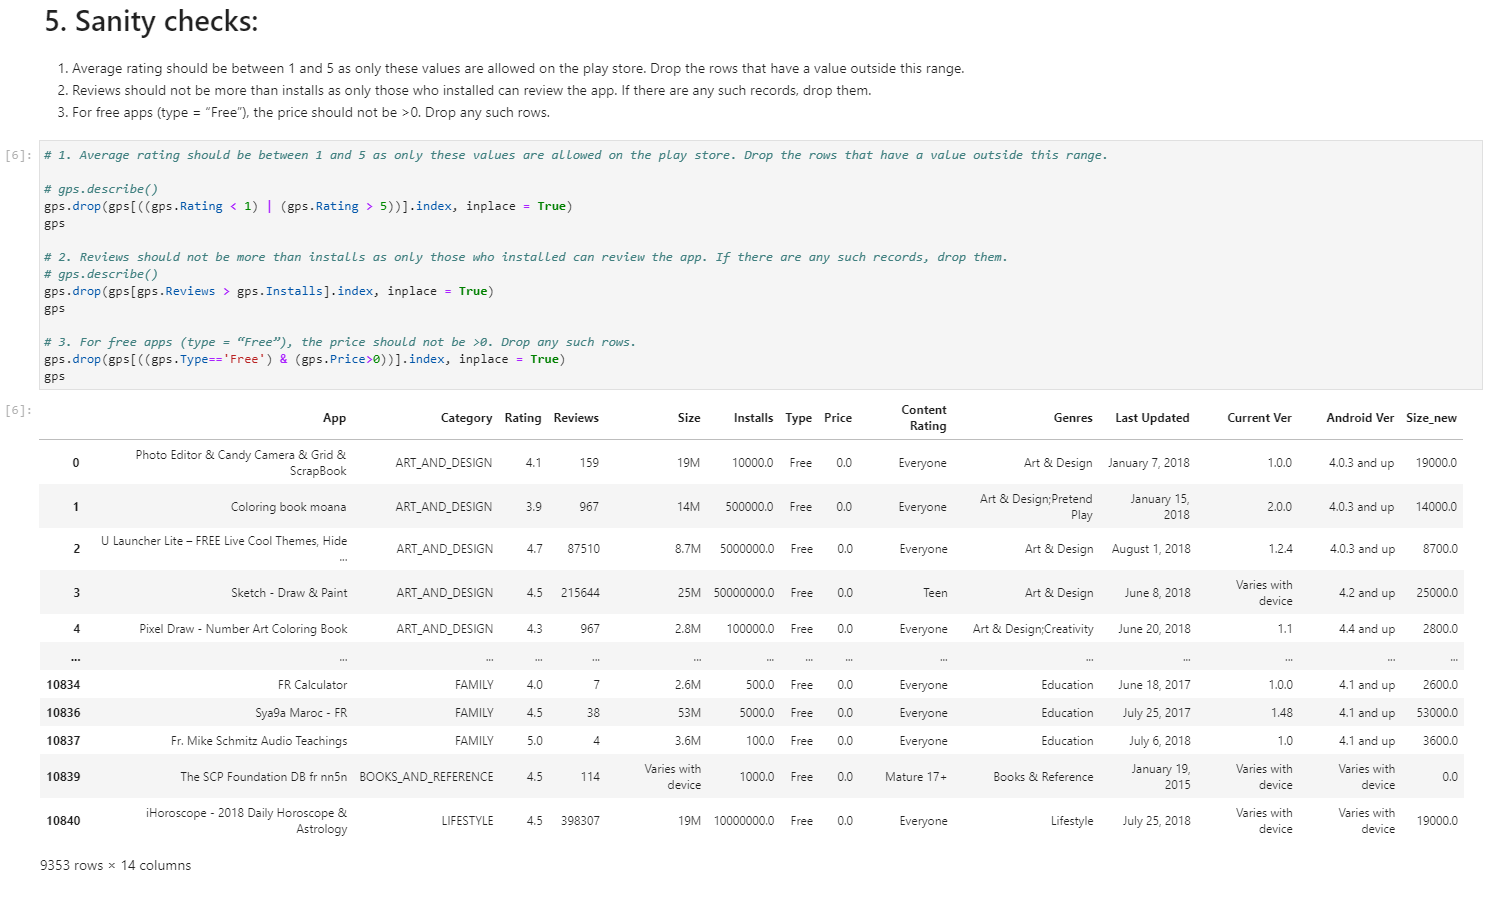 5. Sanity checks:
1. Average rating should be between 1 and 5 as only these values are allowed on the play store. Drop the rows that have a value outside this range.
2. Reviews should not be more than installs as only those who installed can review the app. If there are any such records, drop them.
3. For free apps (type = “Free”), the price should not be >0. Drop any such rows.
[6]: # 1. Average rating should be between 1 and 5 as only these values are allowed on the play store. Drop the rows that have a value outside this range.
# gps.describe()
gps.drop(gps[((gps.Rating < 1) | (gps.Rating > 5))].index, inplace = True)
gps
# 2. Reviews should not be more than installs as only those who installed can review the app. If there are any such records, drop them.
# gps.describe()
gps.drop(gps[gps.Reviews > gps.Installs].index, inplace = True)
gps
# 3. For free apps (type = “Free”), the price should not be >0. Drop any such rows.
gps.drop(gps[((gps.Type=='Free') & (gps.Price>0))].index, inplace = True)
gps
[6]:
App Category Rating Reviews Size Installs Type Price Content Rating Genres Last Updated Current Ver Android Ver Size_new
0 Photo Editor & Candy Camera & Grid & ScrapBook ART_AND_DESIGN 4.1 159 19M 10000.0 Free 0.0 Everyone Art & Design January 7, 2018 1.0.0 4.0.3 and up 19000.0
1 Coloring book moana ART_AND_DESIGN 3.9 967 14M 500000.0 Free 0.0 Everyone Art & Design;Pretend Play January 15, 2018 2.0.0 4.0.3 and up 14000.0
2 U Launcher Lite – FREE Live Cool Themes, Hide ... ART_AND_DESIGN 4.7 87510 8.7M 5000000.0 Free 0.0 Everyone Art & Design August 1, 2018 1.2.4 4.0.3 and up 8700.0
3 Sketch - Draw & Paint ART_AND_DESIGN 4.5 215644 25M 50000000.0 Free 0.0 Teen Art & Design June 8, 2018 Varies with device 4.2 and up 25000.0
4 Pixel Draw - Number Art Coloring Book ART_AND_DESIGN 4.3 967 2.8M 100000.0 Free 0.0 Everyone Art & Design;Creativity June 20, 2018 1.1 4.4 and up 2800.0
... ... ... ... ... ... ... ... ... ... ... ... ... ... ...
10834 FR Calculator FAMILY 4.0 7 2.6M 500.0 Free 0.0 Everyone Education June 18, 2017 1.0.0 4.1 and up 2600.0
10836 Sya9a Maroc - FR FAMILY 4.5 38 53M 5000.0 Free 0.0 Everyone Education July 25, 2017 1.48 4.1 and up 53000.0
10837 Fr. Mike Schmitz Audio Teachings FAMILY 5.0 4 3.6M 100.0 Free 0.0 Everyone Education July 6, 2018 1.0 4.1 and up 3600.0
10839 The SCP Foundation DB fr nn5n BOOKS_AND_REFERENCE 4.5 114 Varies with device 1000.0 Free 0.0 Mature 17+ Books & Reference January 19, 2015 Varies with device Varies with device 0.0
10840 iHoroscope - 2018 Daily Horoscope & Astrology LIFESTYLE 4.5 398307 19M 10000000.0 Free 0.0 Everyone Lifestyle July 25, 2018 Varies with device Varies with device 19000.0
9353 rows × 14 columns